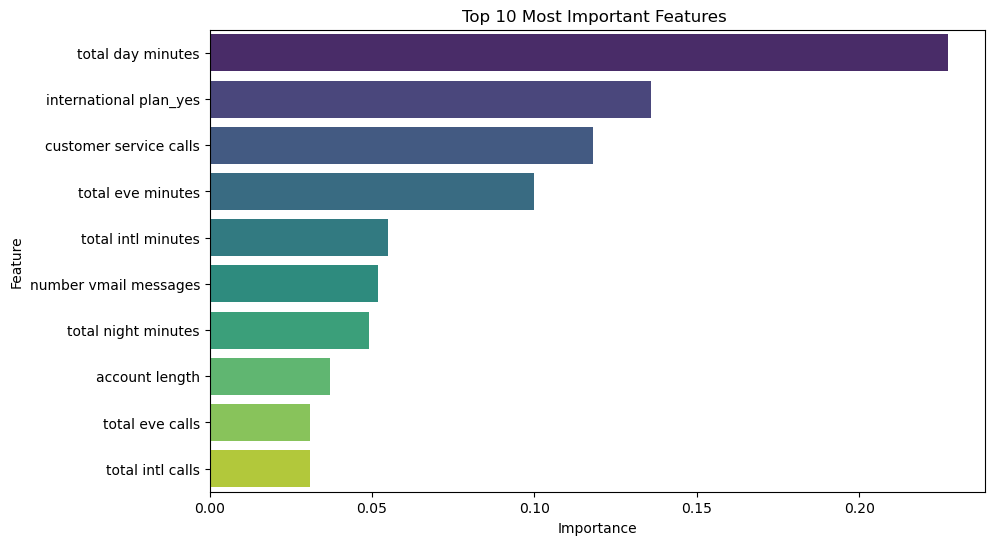 Top 10 Most Important Features
Feature
total day minutes
international plan_yes
customer service calls
total eve minutes
total intl minutes
number vmail messages
total night minutes
account length
total eve calls
total intl calls
0.00 0.05 0.10 0.15 0.20
Importance